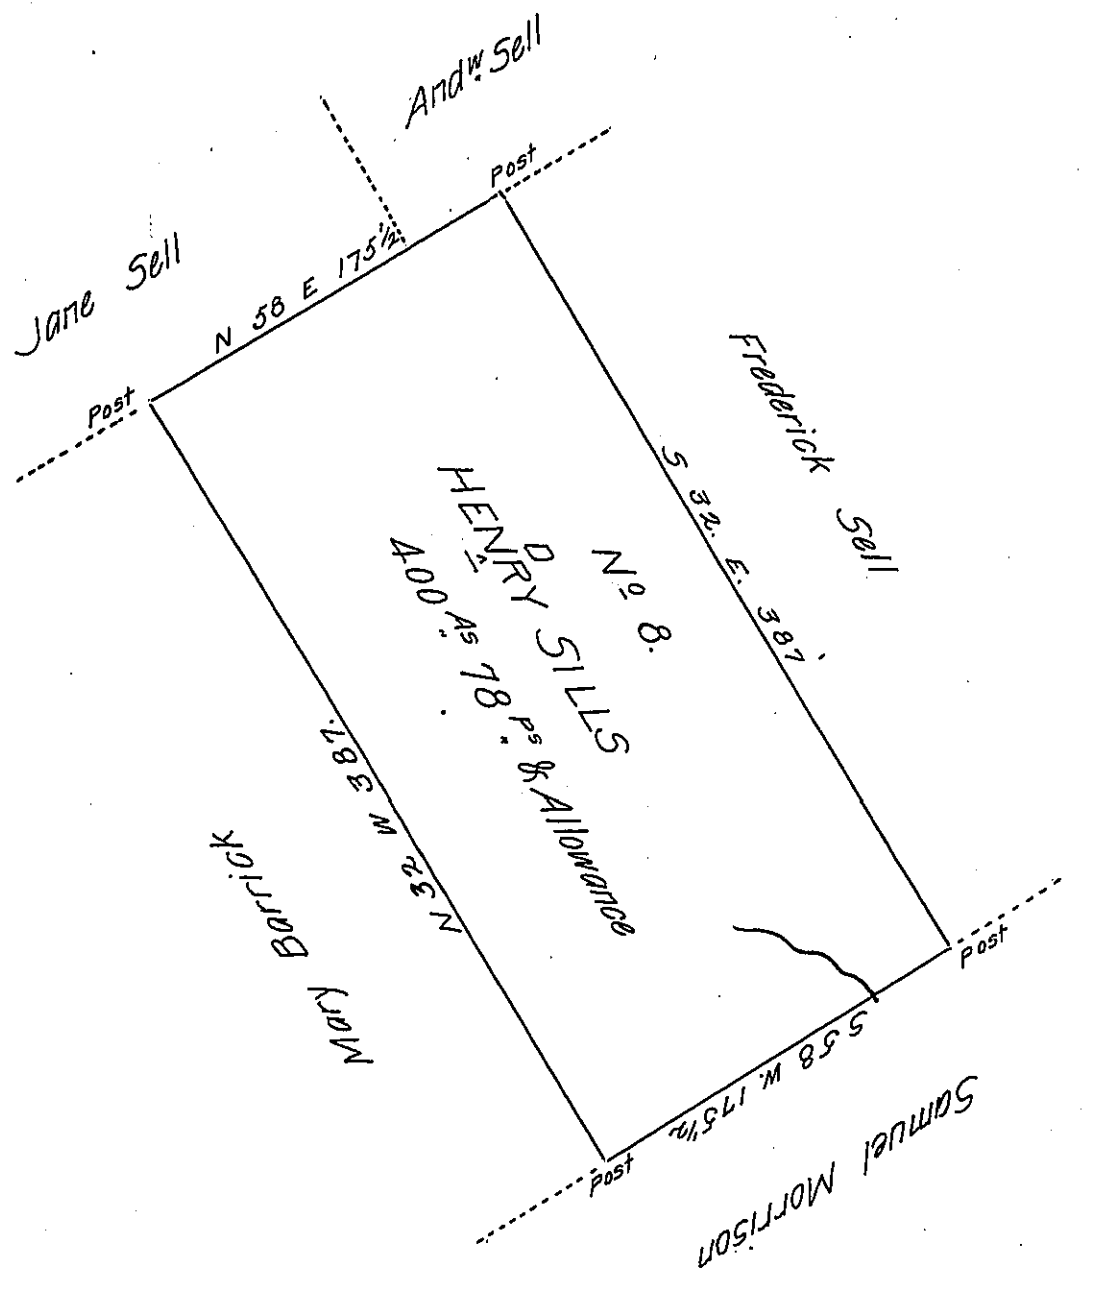 Andw. Sell
Post
Jane Sell
N 58 E 175½
Post
Frederick Sell
S 32. E. 387
No 8.
D
HENRY SILLS
^
400 As 78 Ps & Allowance
N 32 W 387.
Mary Barrick
Post
S 58 W. 175½
Post
Samuel Morrison